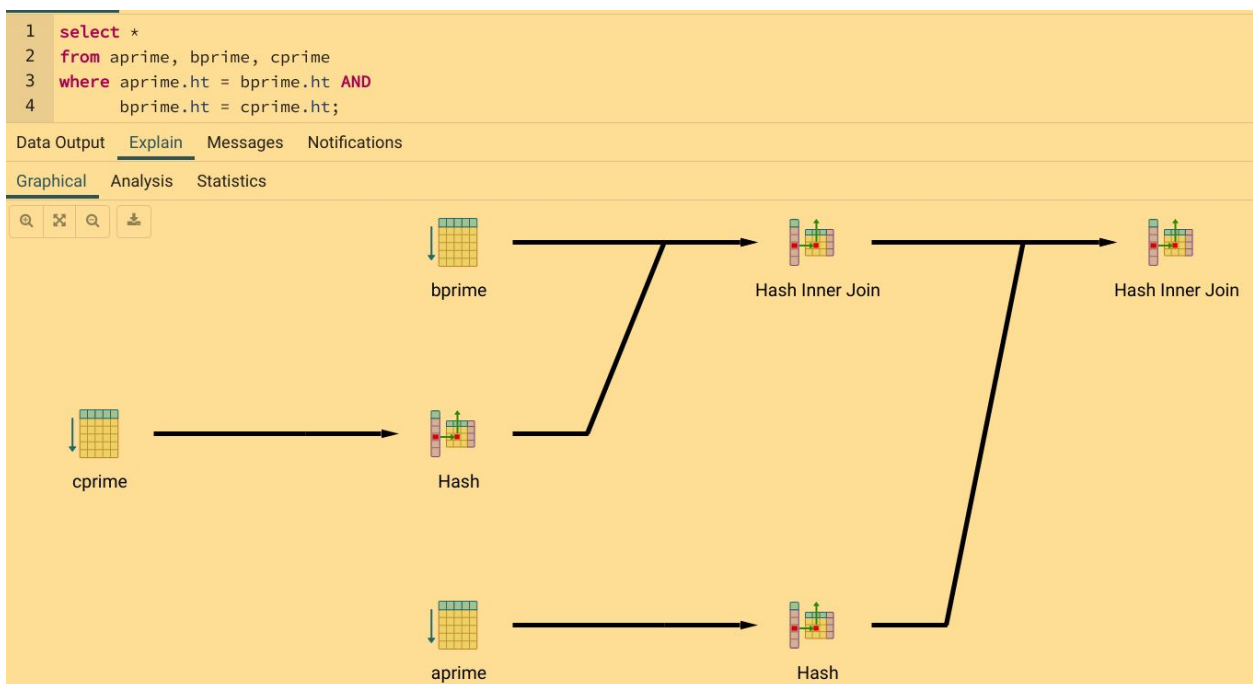 1 select *
2 from aprime, bprime, cprime
3 where aprime.ht = bprime.ht AND
4 bprime.ht = cprime.ht;
Data Output Explain Messages Notifications
Graphical Analysis Statistics
bprime Hash Inner Join Hash Inner Join
cprime Hash
aprime Hash